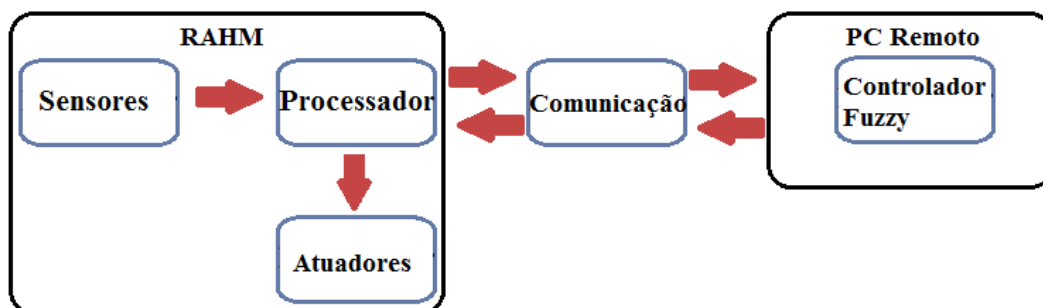 RAHM
Sensores
Processador
Atuadores
Comunicação
PC Remoto
Controlador
Fuzzy